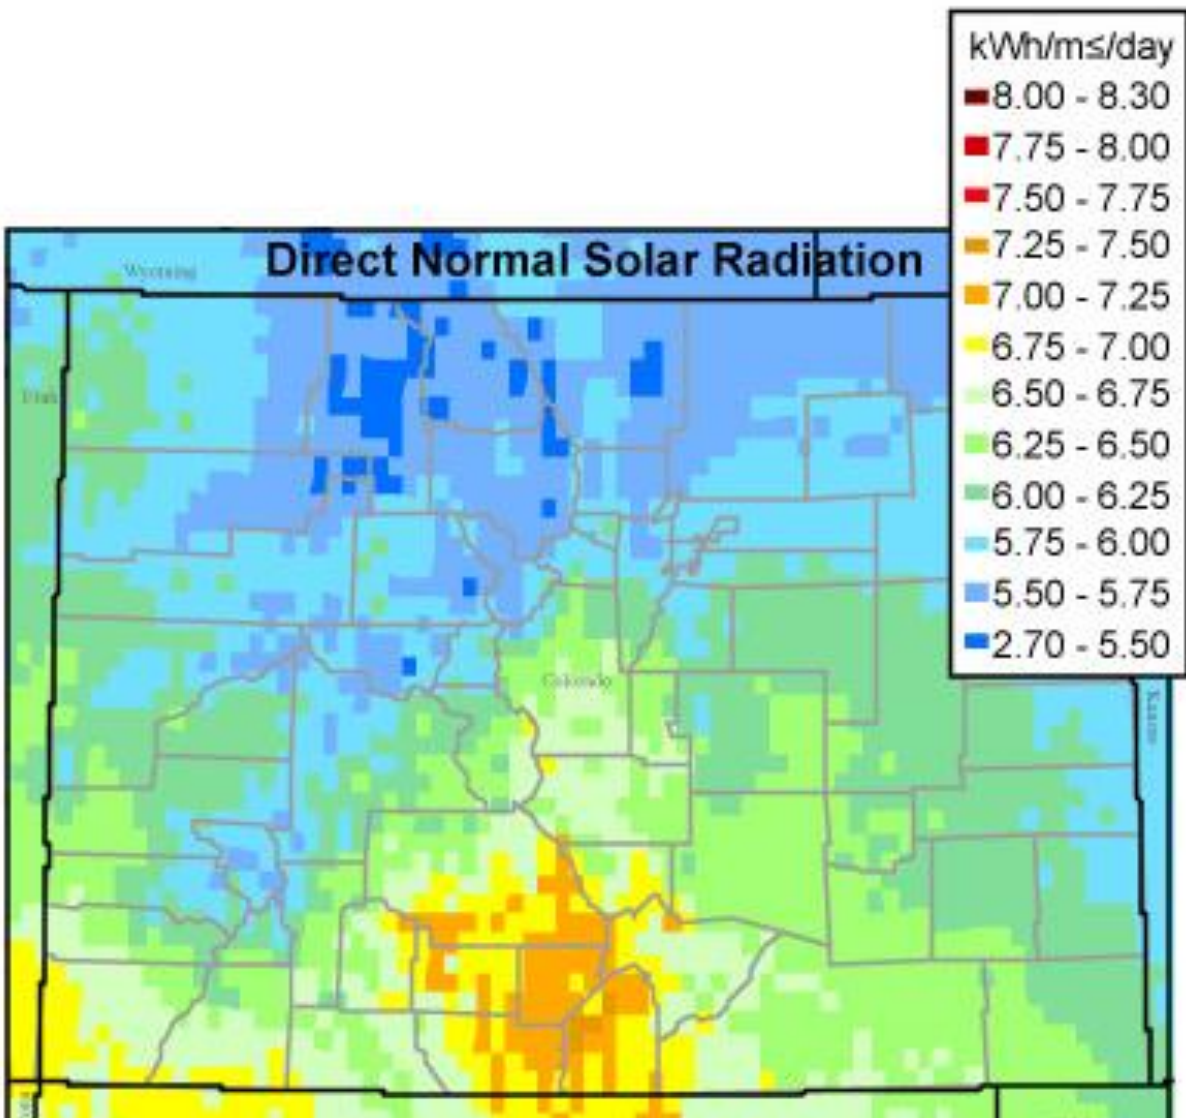 kWh/m≤/day
8.00 - 8.30
7.75 - 8.00
7.50 - 7.75
7.25 - 7.50
7.00 - 7.25
6.75 - 7.00
6.50 - 6.75
6.25 - 6.50
6.00 - 6.25
5.75 - 6.00
5.50 - 5.75
2.70 - 5.50
Direct Normal Solar Radiation
Wyoming
Utah
Colorado
Kansas